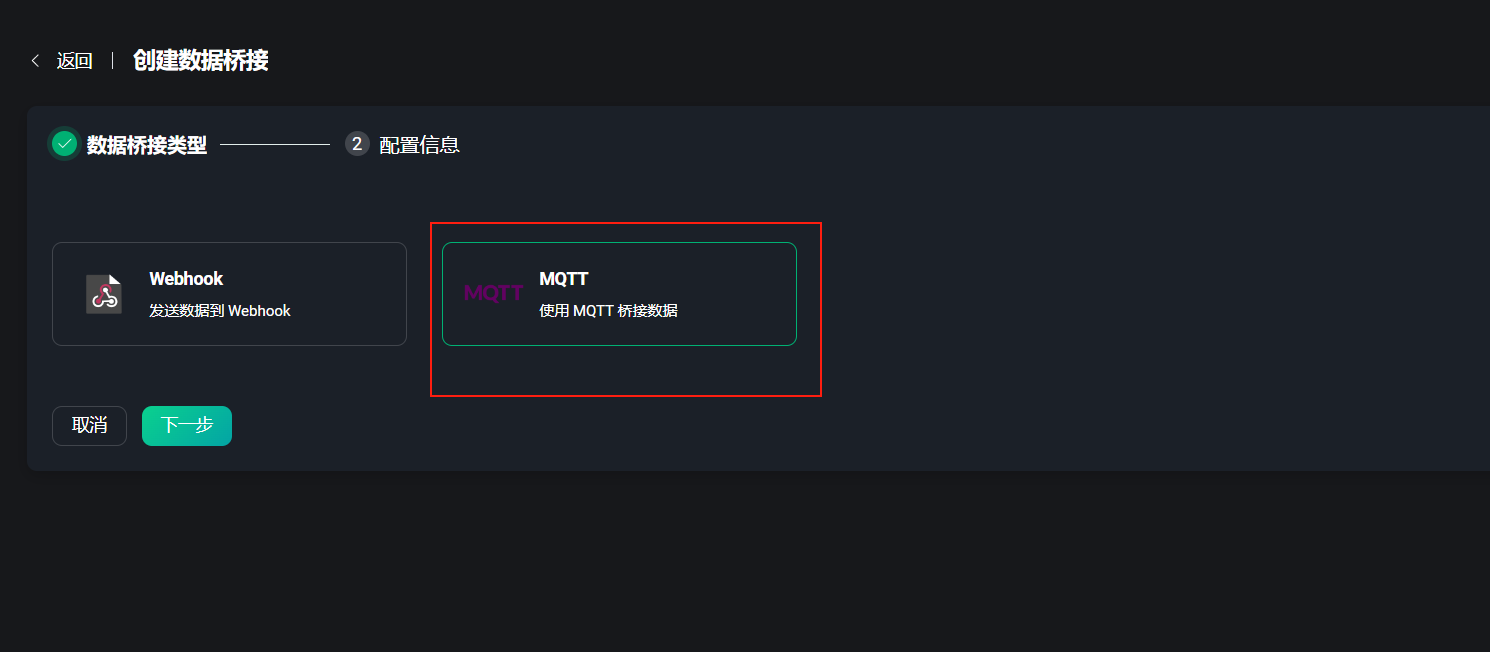 返回 创建数据桥接
数据桥接类型 2 配置信息
Webhook
发送数据到 Webhook
MQTT
MQTT
使用 MQTT 桥接数据
取消 下一步